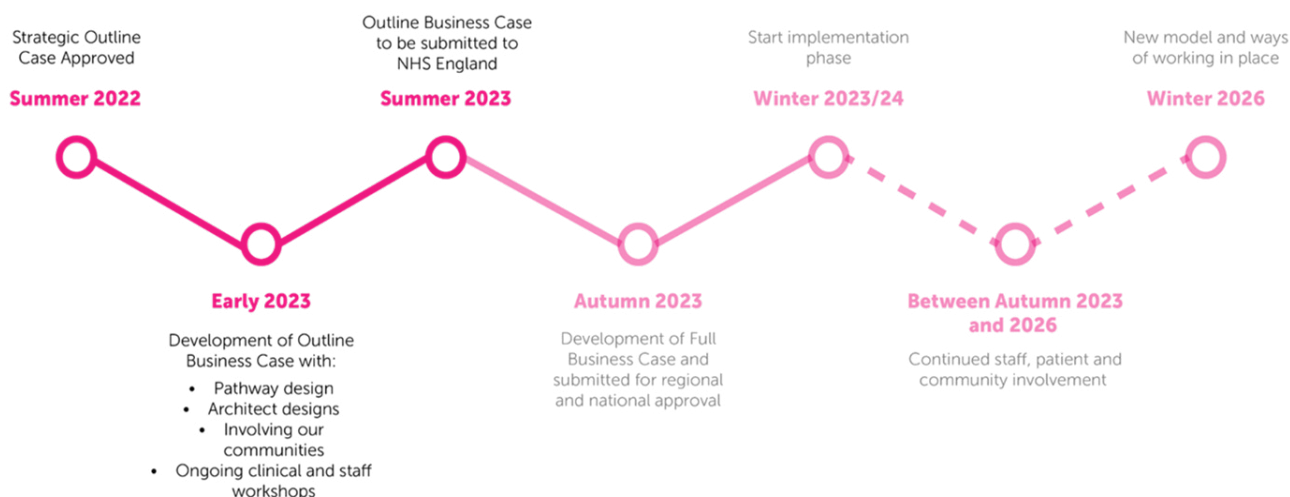 Strategic Outline
Case Approved
Summer 2022
Early 2023
Development of Outline
Business Case with:
• Pathway design
• Architect designs
• Involving our
communities
• Ongoing clinical and staff
workshops
Outline Business Case
to be submitted to
NHS England
Summer 2023
Autumn 2023
Development of Full
Business Case and
submitted for regional
and national approval
Start implementation
phase
Winter 2023/24
Between Autumn 2023
and 2026
Continued staff, patient and
community involvement
New model and ways
of working in place
Winter 2026